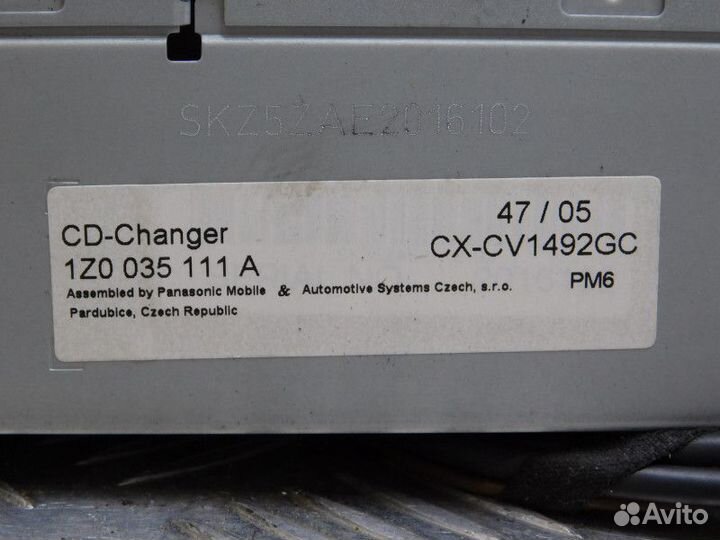 SKZ5ZAE2016102
47 / 05
CD-Changer
CX-CV1492GC
1Z0 035 111 A
PM6
Assembled by Panasonic Mobile & Automotive Systems Czech, s.r.o.
Pardubice, Czech Republic
Avito